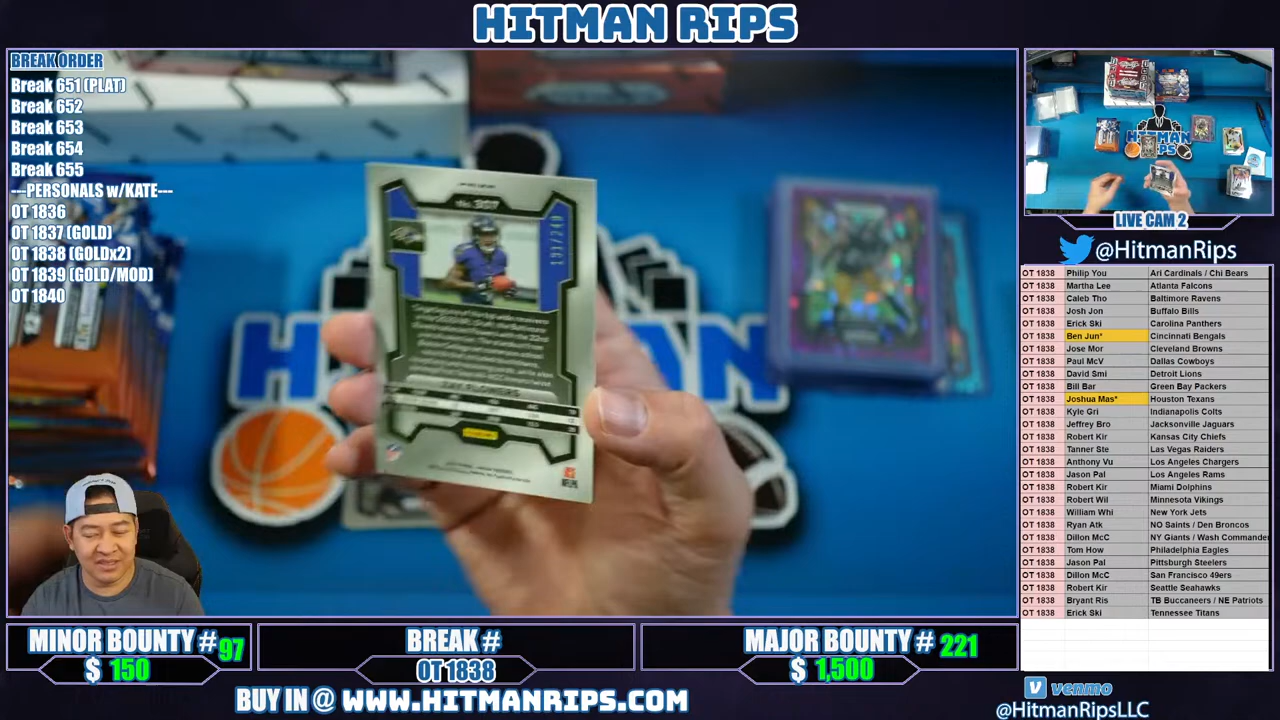 HITMAN RIPS
BREAK ORDER
Break 651 (PLAT)
Break 652
Break 653
Break 654
Break 655
---PERSONALS w/KATE---
OT 1836
OT 1837 (GOLD)
OT 1838 (GOLDx2)
OT 1839 (GOLD/MOD)
OT 1840
No. 307
191/249
ZAY FLOWERS
HITMAN
RIPS
LIVE CAM 2
@HitmanRips
OT 1838 Philip You Ari Cardinals / Chi Bears
OT 1838 Martha Lee Atlanta Falcons
OT 1838 Caleb Tho Baltimore Ravens
OT 1838 Josh Jon Buffalo Bills
OT 1838 Erick Ski Carolina Panthers
OT 1838 Ben Jun* Cincinnati Bengals
OT 1838 Jose Mor Cleveland Browns
OT 1838 Paul McV Dallas Cowboys
OT 1838 David Smi Detroit Lions
OT 1838 Bill Bar Green Bay Packers
OT 1838 Joshua Mas* Houston Texans
OT 1838 Kyle Gri Indianapolis Colts
OT 1838 Jeffrey Bro Jacksonville Jaguars
OT 1838 Robert Kir Kansas City Chiefs
OT 1838 Tanner Ste Las Vegas Raiders
OT 1838 Anthony Vu Los Angeles Chargers
OT 1838 Jason Pal Los Angeles Rams
OT 1838 Robert Kir Miami Dolphins
OT 1838 Robert Wil Minnesota Vikings
OT 1838 William Whi New York Jets
OT 1838 Ryan Atk NO Saints / Den Broncos
OT 1838 Dillon McC NY Giants / Wash Commander
OT 1838 Tom How Philadelphia Eagles
OT 1838 Jason Pal Pittsburgh Steelers
OT 1838 Dillon McC San Francisco 49ers
OT 1838 Robert Kir Seattle Seahawks
OT 1838 Bryant Ris TB Buccaneers / NE Patriots
OT 1838 Erick Ski Tennessee Titans
MINOR BOUNTY # 97
$ 150
BREAK #
OT 1838
MAJOR BOUNTY # 221
$ 1,500
BUY IN @ WWW.HITMANRIPS.COM
venmo
@HitmanRipsLLC